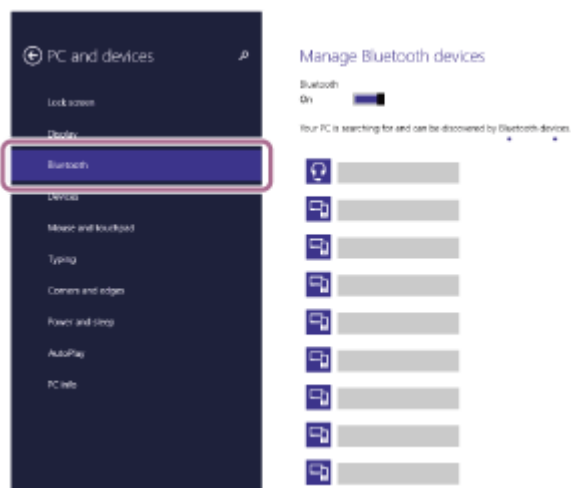 PC and devices
Lock screen
Display
Bluetooth
Devices
Mouse and touchpad
Typing
Corners and edges
Power and sleep
AutoPlay
PC info
Manage Bluetooth devices
Bluetooth
On
Your PC is searching for and can be discovered by Bluetooth devices